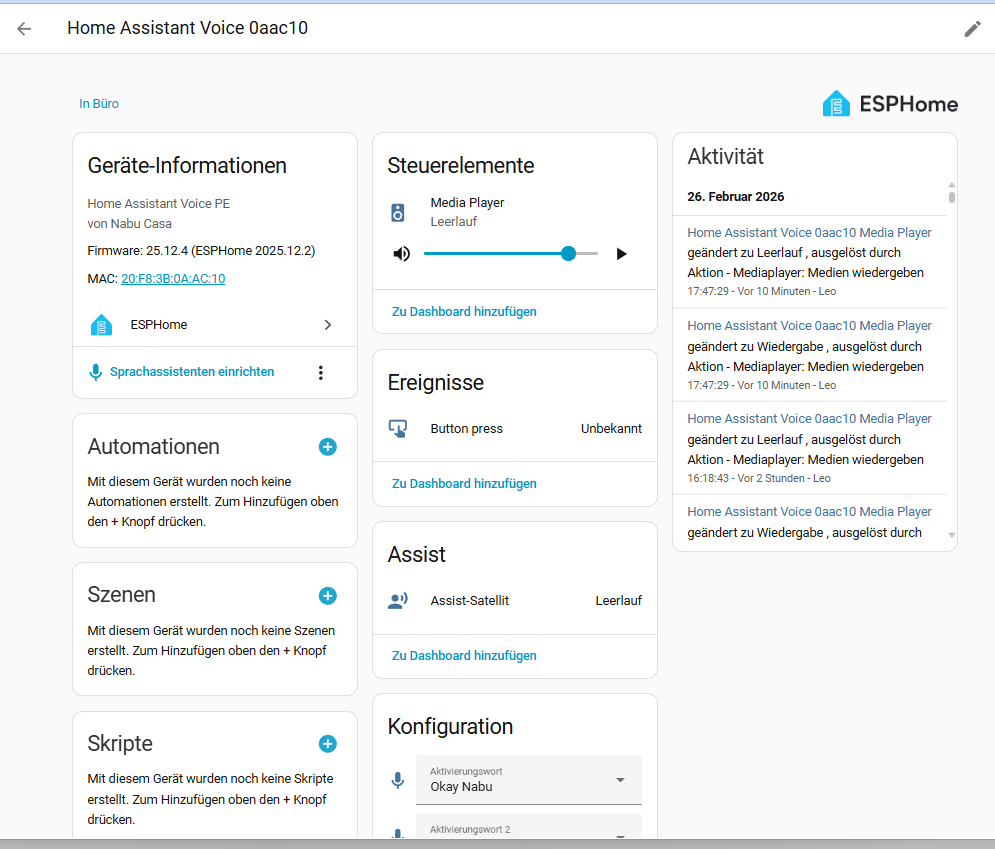 Home Assistant Voice 0aac10
In Büro
ESPHome
Geräte-Informationen
Home Assistant Voice PE
von Nabu Casa
Firmware: 25.12.4 (ESPHome 2025.12.2)
MAC: 20:F8:3B:0A:AC:10
ESPHome
Sprachassistenten einrichten
Automationen
Mit diesem Gerät wurden noch keine
Automationen erstellt. Zum Hinzufügen oben
den + Knopf drücken.
Szenen
Mit diesem Gerät wurden noch keine Szenen
erstellt. Zum Hinzufügen oben den + Knopf
drücken.
Skripte
Mit diesem Gerät wurden noch keine Skripte
erstellt. Zum Hinzufügen oben den + Knopf
drücken.
Steuerelemente
Media Player
Leerlauf
Zu Dashboard hinzufügen
Ereignisse
Button press Unbekannt
Zu Dashboard hinzufügen
Assist
Assist-Satellit Leerlauf
Zu Dashboard hinzufügen
Konfiguration
Aktivierungswort
Okay Nabu
Aktivierungswort 2
Aktivität
26. Februar 2026
Home Assistant Voice 0aac10 Media Player
geändert zu Leerlauf , ausgelöst durch
Aktion - Mediaplayer: Medien wiedergeben
17:47:29 - Vor 10 Minuten - Leo
Home Assistant Voice 0aac10 Media Player
geändert zu Wiedergabe , ausgelöst durch
Aktion - Mediaplayer: Medien wiedergeben
17:47:29 - Vor 10 Minuten - Leo
Home Assistant Voice 0aac10 Media Player
geändert zu Leerlauf , ausgelöst durch
Aktion - Mediaplayer: Medien wiedergeben
16:18:43 - Vor 2 Stunden - Leo
Home Assistant Voice 0aac10 Media Player
geändert zu Wiedergabe , ausgelöst durch